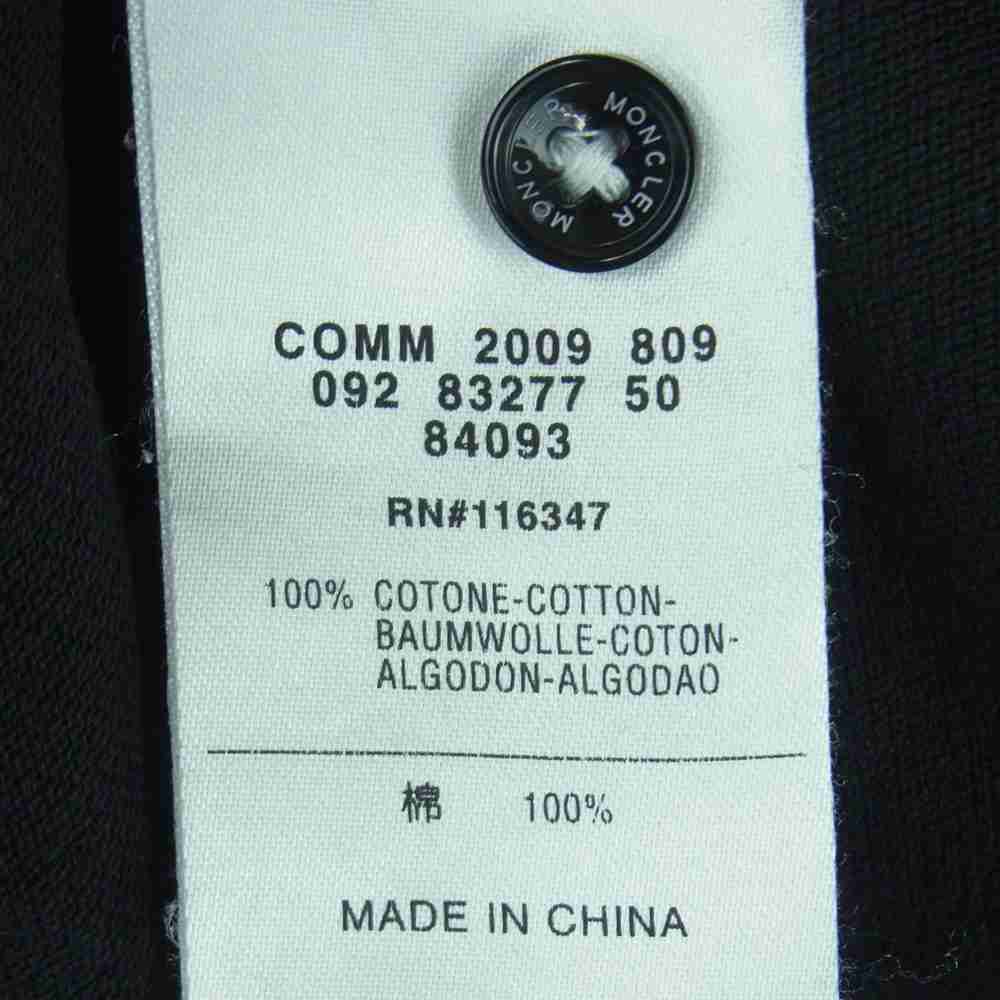 MONCLER
MONCLER
COMM 2009 809
092 83277 50
84093
RN#116347
100% COTONE-COTTON-
BAUMWOLLE-COTON-
ALGODON-ALGODAO
棉 100%
MADE IN CHINA